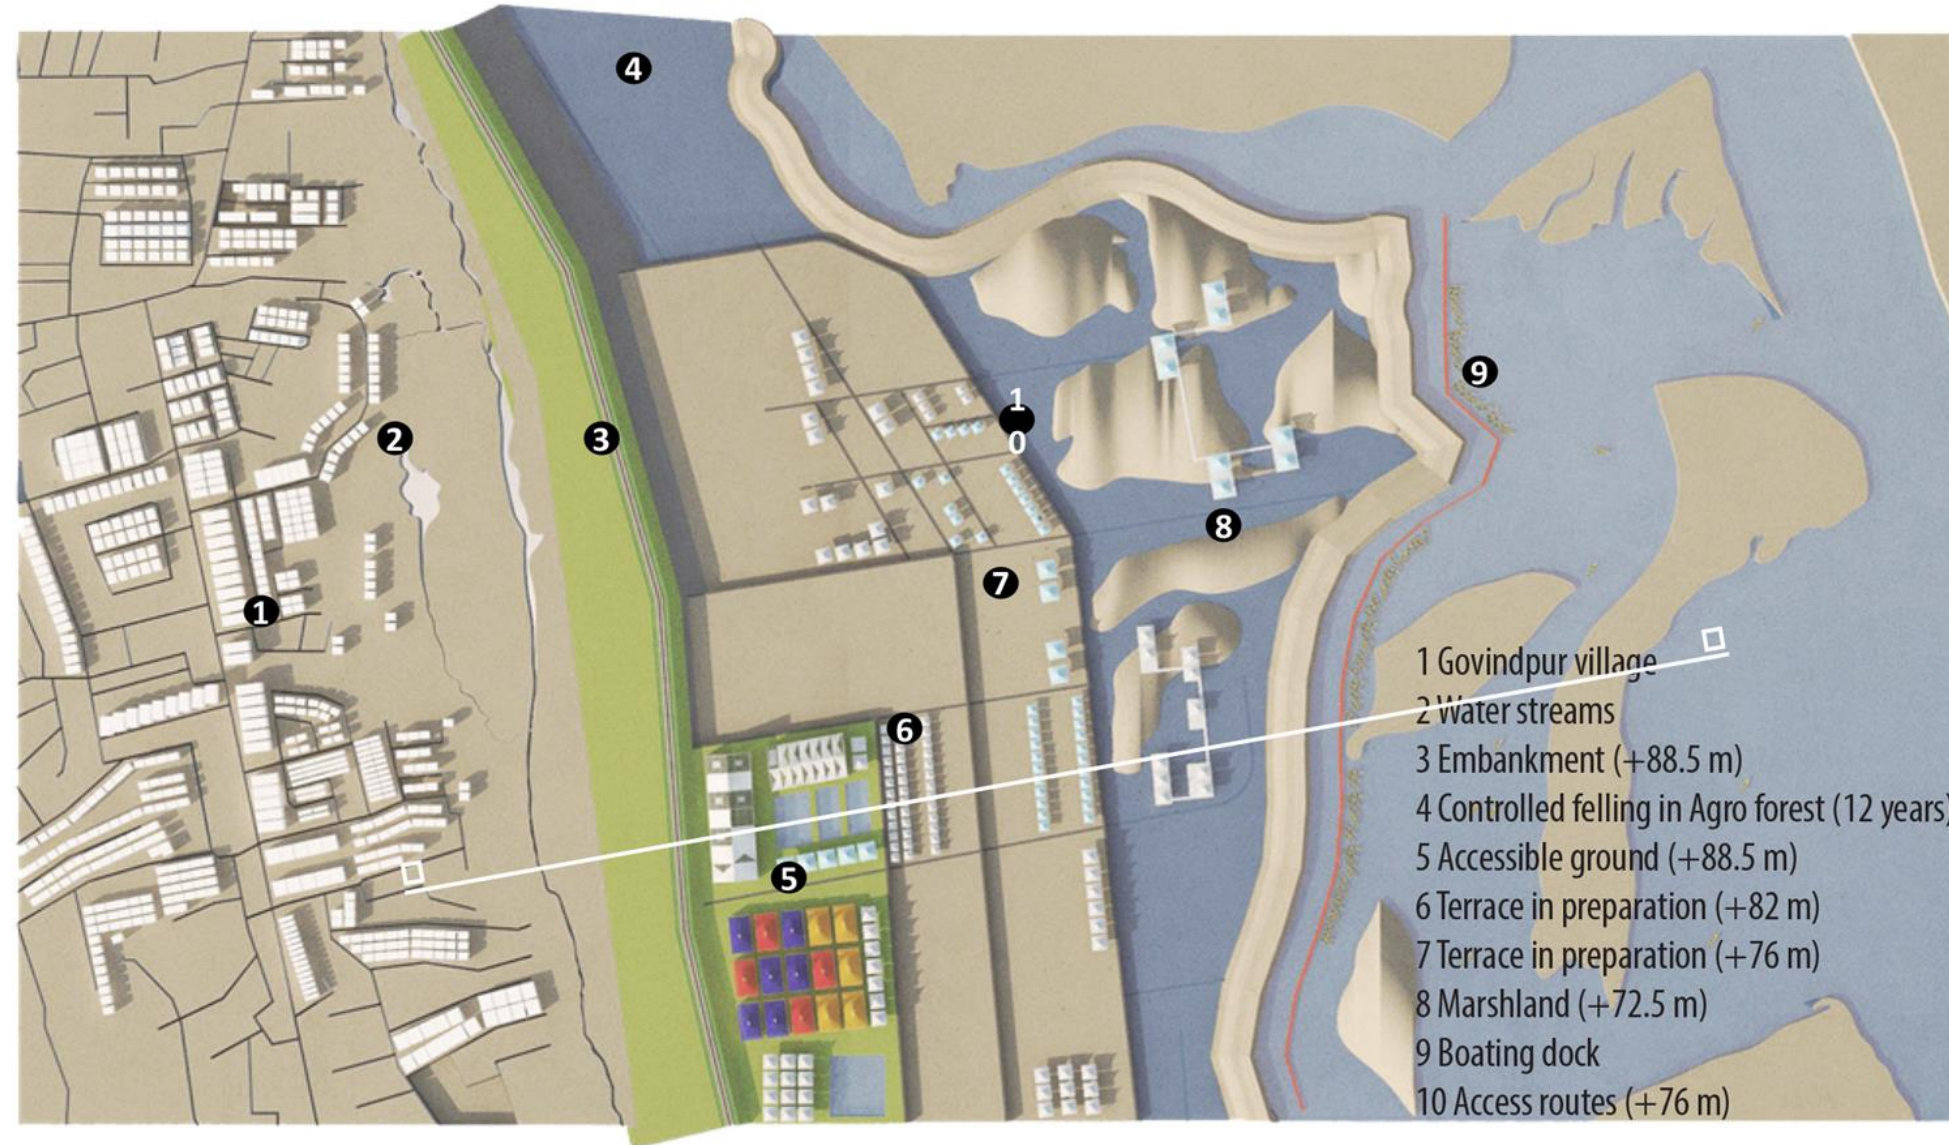 4
2
3
1
0
9
8
7
1
6
5
1 Govindpur village
2 Water streams
3 Embankment (+88.5 m)
4 Controlled felling in Agro forest (12 years)
5 Accessible ground (+88.5 m)
6 Terrace in preparation (+82 m)
7 Terrace in preparation (+76 m)
8 Marshland (+72.5 m)
9 Boating dock
10 Access routes (+76 m)